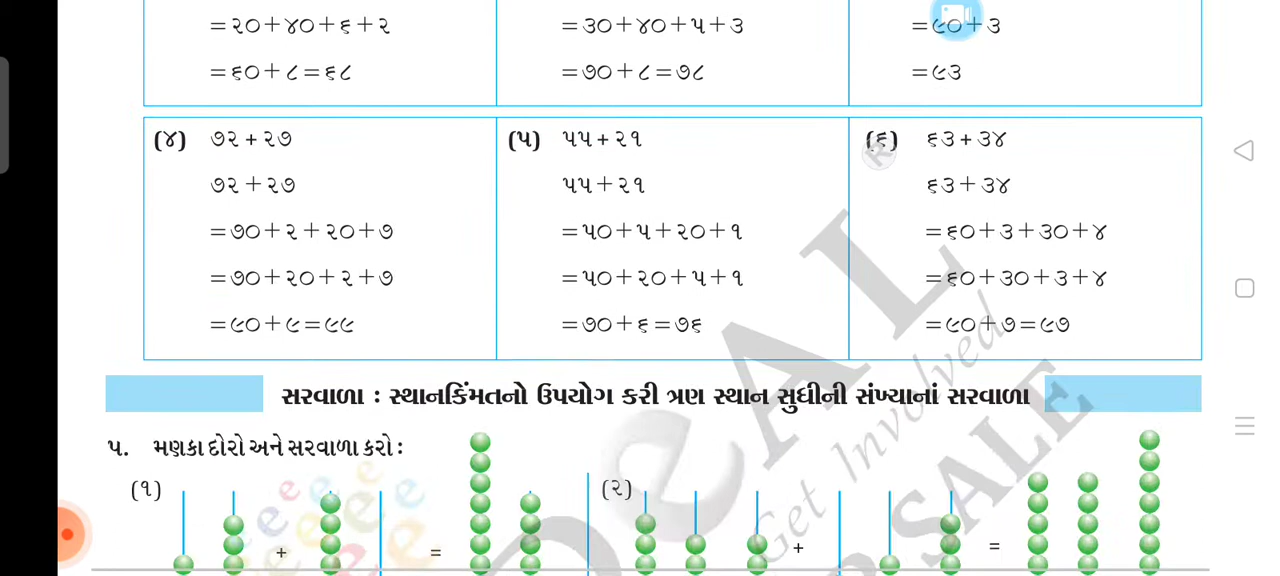 =૨૦+૪૦+૬+૨
=૬૦+૮=૬૮
=૩૦+૪૦+૫+૩
=૭૦+૮=૭૮
=૯૦+૩
=૯૩
(૪) ૭૨ + ૨૭
૭૨+૨૭
=૭૦+૨+૨૦+૭
=૭૦+૨૦+૨+૭
=૯૦+૯=૯૯
(૫) ૫૫ + ૨૧
૫૫+૨૧
=૫૦+૫+૨૦+૧
=૫૦+૨૦+૫+૧
=૭૦+૬=૭૬
(૬) ૬૩ + ૩૪
૬૩+૩૪
=૬૦+૩+૩૦+૪
=૬૦+૩૦+૩+૪
=૯૦+૭=૯૭
સરવાળા : સ્થાનકિંમતનો ઉપયોગ કરી ત્રણ સ્થાન સુધીની સંખ્યાનાં સરવાળા
૫. મણકા દોરો અને સરવાળા કરો :
(૧) + =
(૨) + =
DeAL
Get Involved
SALE